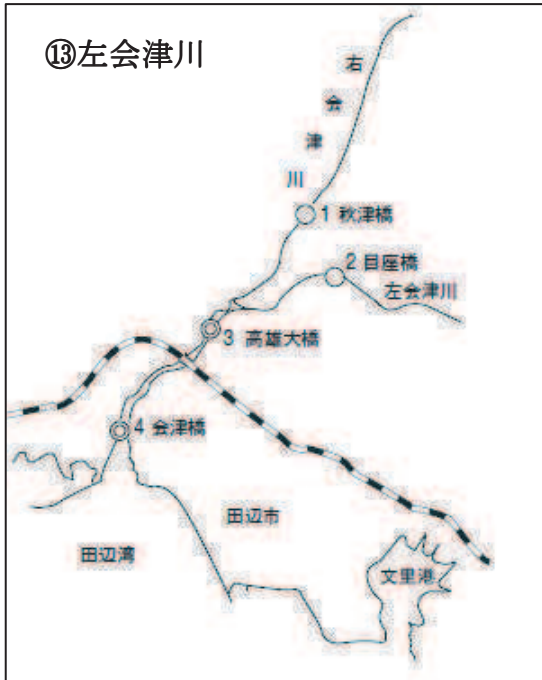 ⑬左会津川
右会津川
1 秋津橋
2 目座橋
左会津川
3 高雄大橋
4 会津橋
田辺市
田辺湾
文里港